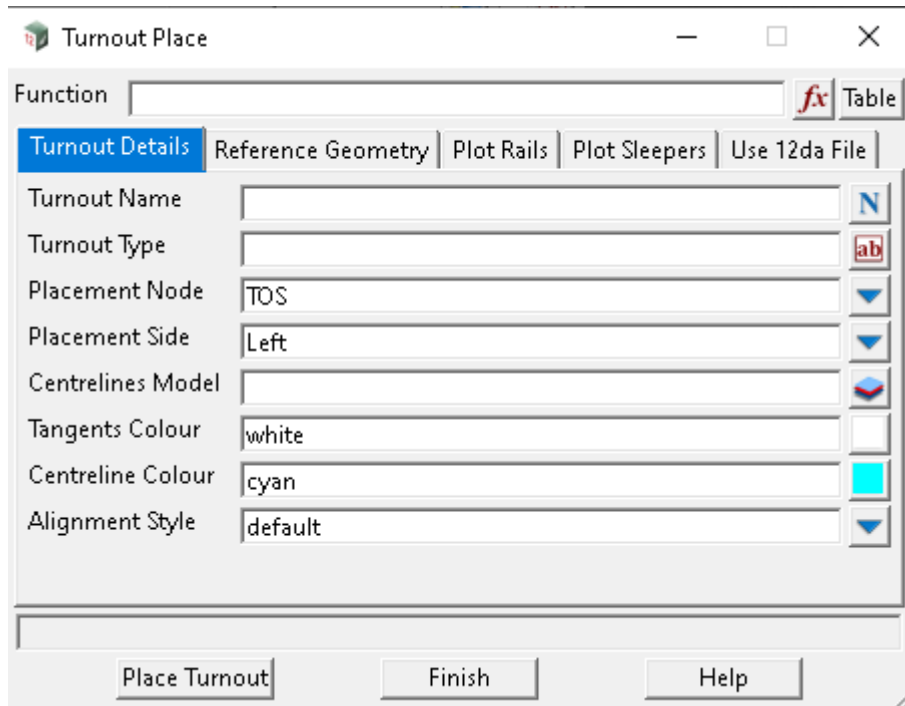 Turnout Place
Function
fx Table
Turnout Details Reference Geometry Plot Rails Plot Sleepers Use 12da File
Turnout Name N
Turnout Type ab
Placement Node TOS
Placement Side Left
Centrelines Model
Tangents Colour white
Centreline Colour cyan
Alignment Style default
Place Turnout Finish Help